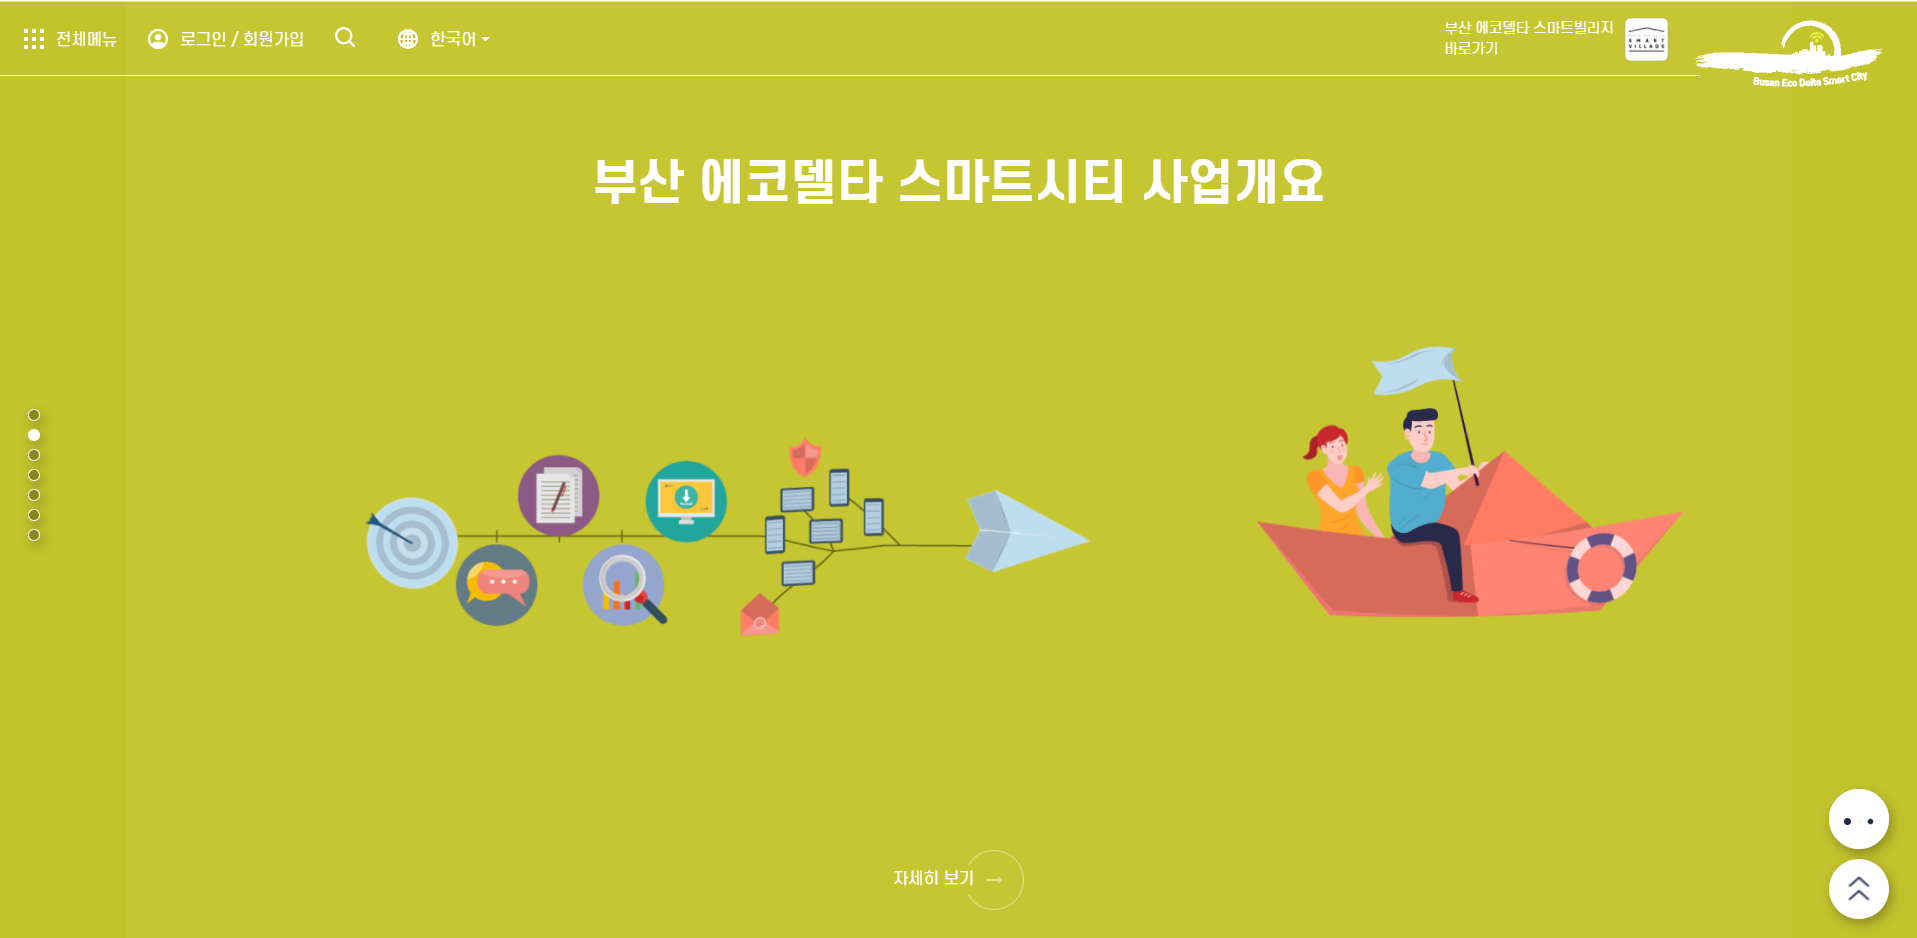 전체메뉴
로그인 / 회원가입
한국어
부산 에코델타 스마트빌리지
바로가기
SMART
VILLAGE
Busan Eco Delta Smart City
부산 에코델타 스마트시티 사업개요
자세히 보기